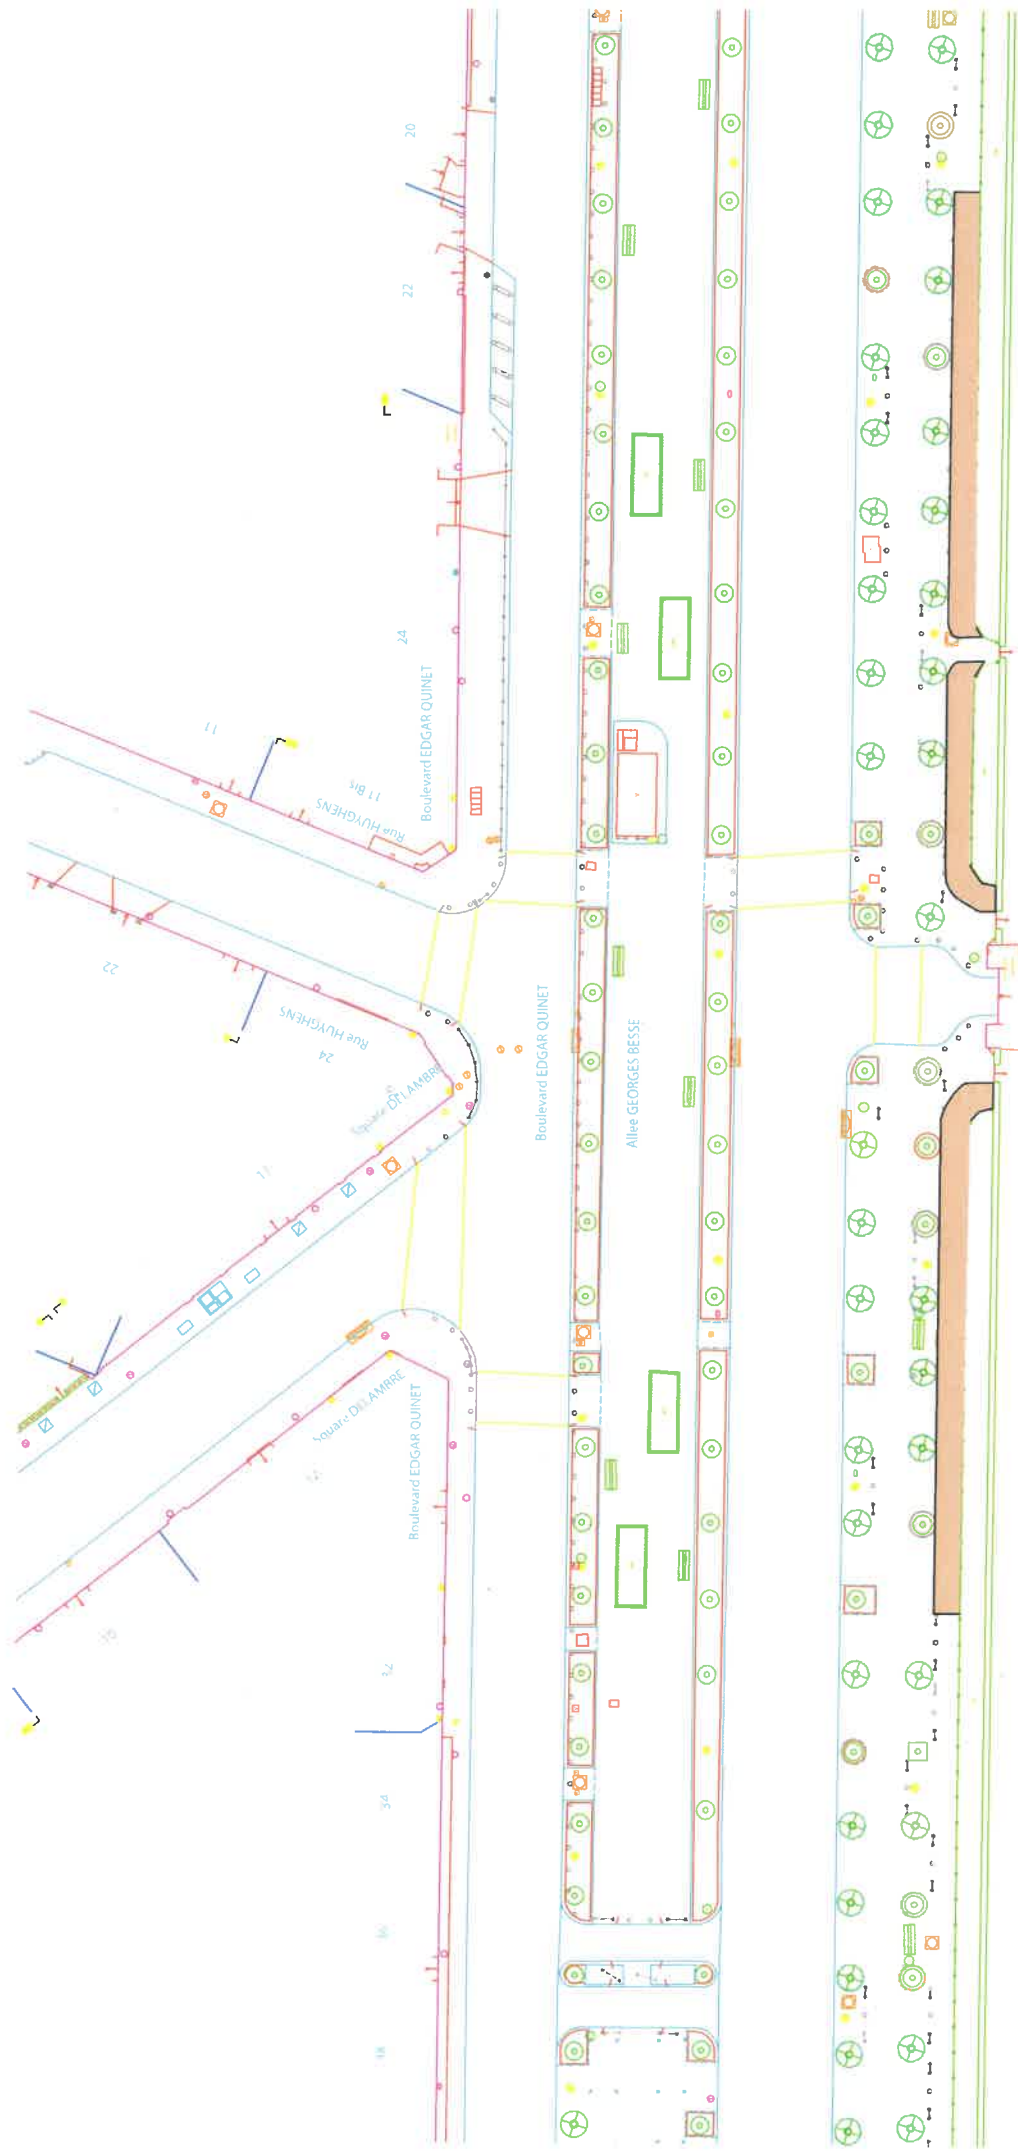 20
22
24
Boulevard EDGAR QUINET
11
11 Bis
Rue HUYGHENS
22
Rue HUYGHENS
24
Square DELAMBRE
Boulevard EDGAR QUINET
Allee GEORGES BESSE
Square DELAMBRE
Boulevard EDGAR QUINET
34